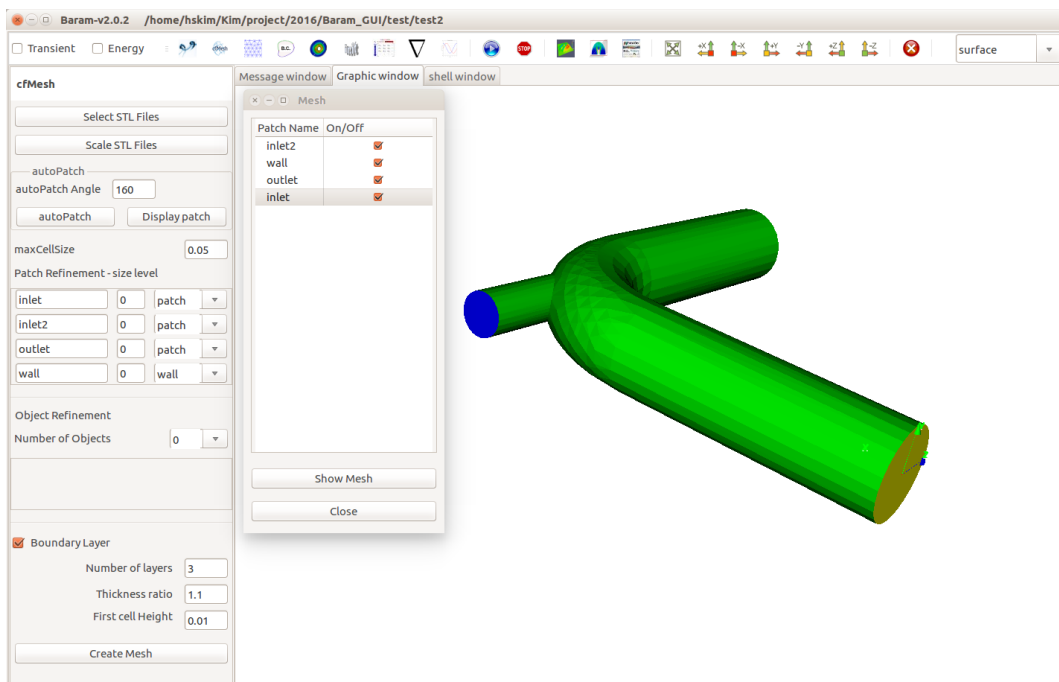 Baram-v2.0.2 /home/hskim/Kim/project/2016/Baram_GUI/test/test2
Transient Energy B.C. STOP +X -X +Y -Y +Z -Z surface
cfMesh
Message window Graphic window shell window
Select STL Files
Scale STL Files
autoPatch
autoPatch Angle 160
autoPatch Display patch
maxCellSize 0.05
Patch Refinement - size level
inlet 0 patch
inlet2 0 patch
outlet 0 patch
wall 0 wall
Object Refinement
Number of Objects 0
Boundary Layer
Number of layers 3
Thickness ratio 1.1
First cell Height 0.01
Create Mesh
Mesh
Patch Name On/Off
inlet2
wall
outlet
inlet
Show Mesh
Close